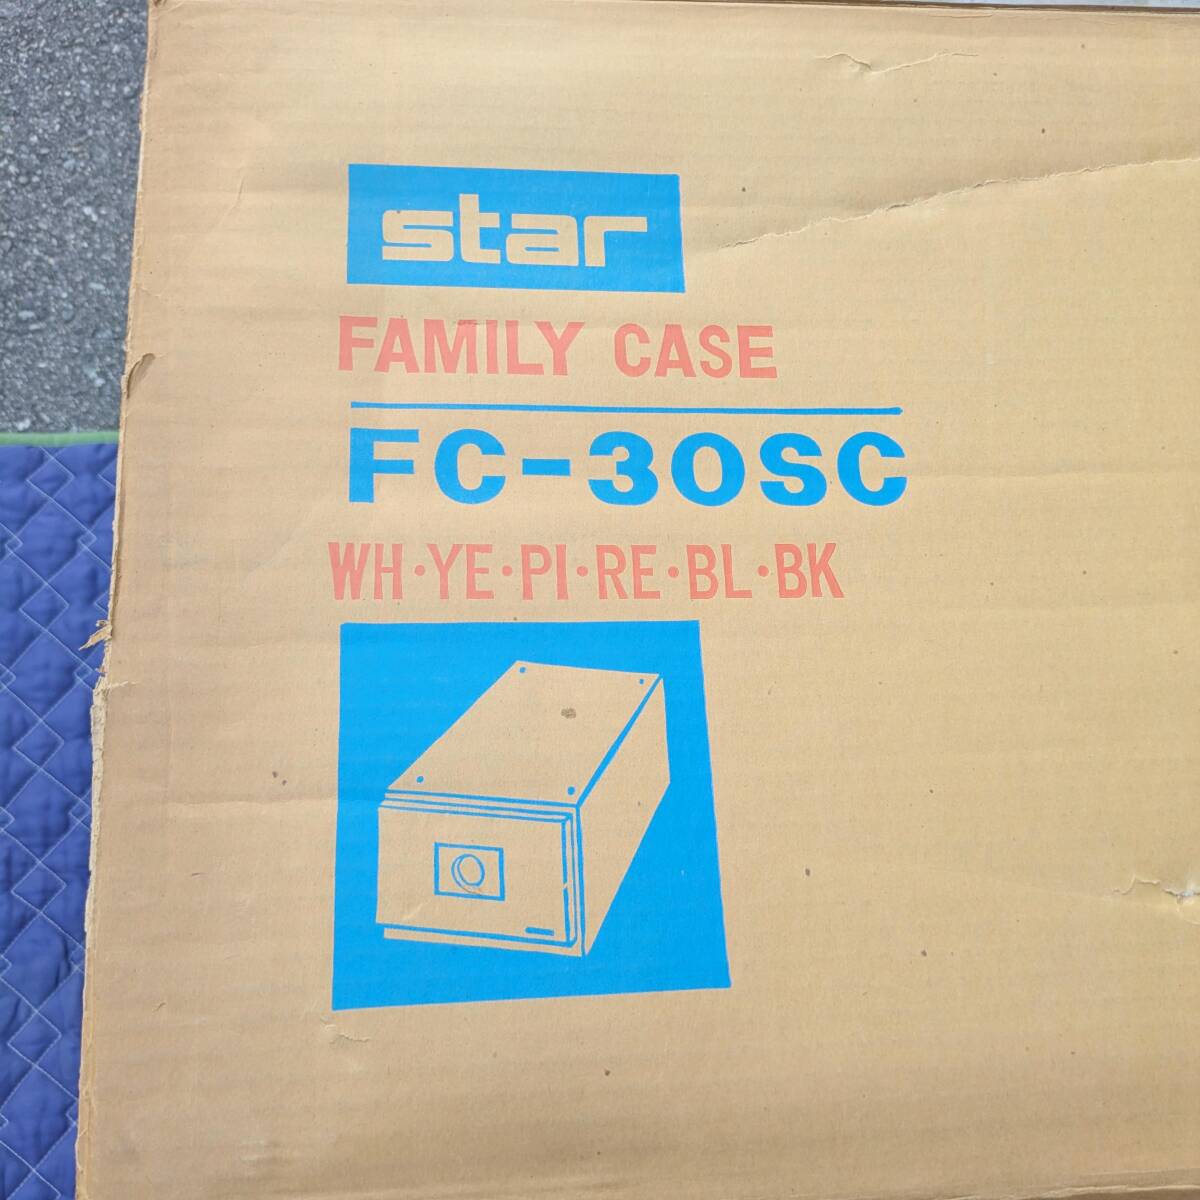 star
FAMILY CASE
FC-30SC
WH・YE・PI・RE・BL・BK